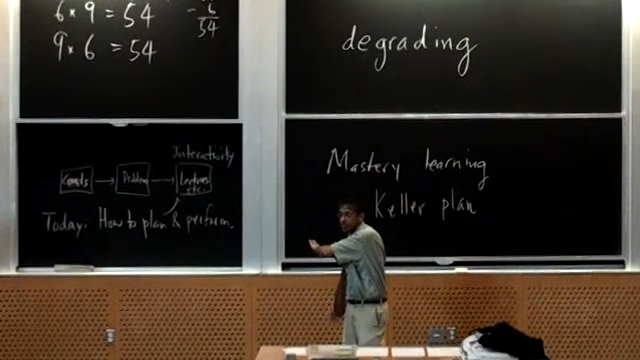 6 × 9 = 54
9 × 6 = 54
54
degrading
Interactivity
Goals → Problem → Lectures etc.
Today: How to plan & perform.
Mastery learning
Keller plan